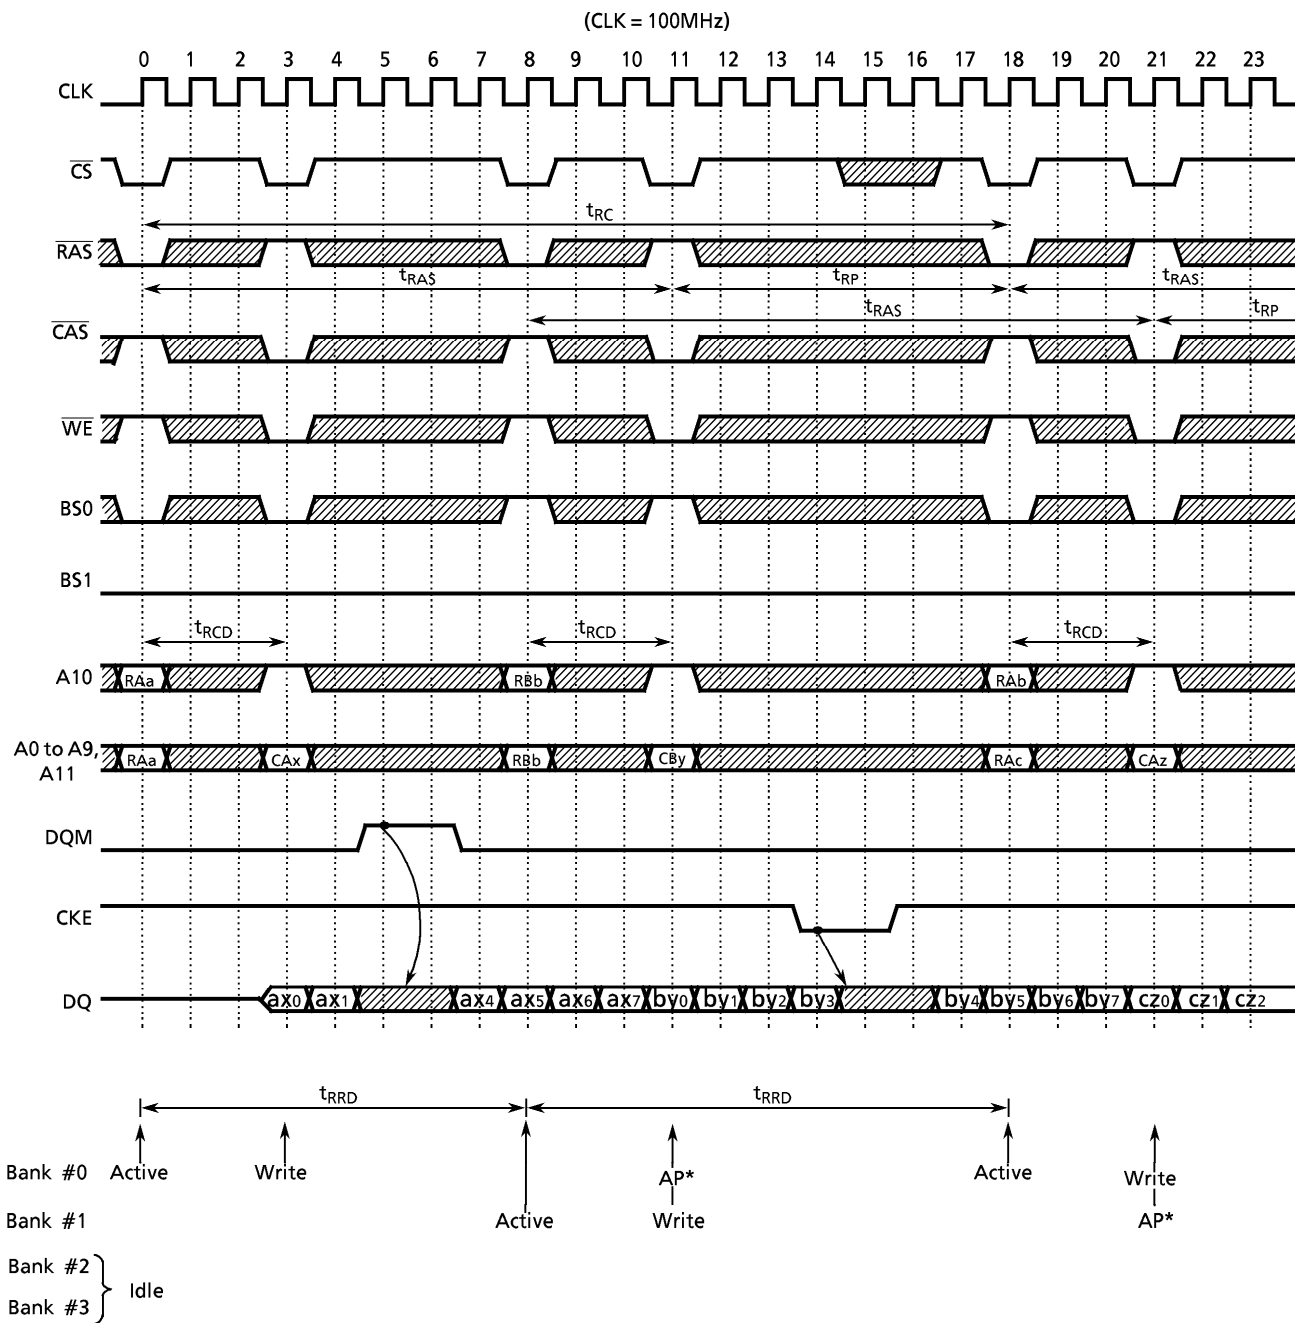 (CLK = 100MHz)
0 1 2 3 4 5 6 7 8 9 10 11 12 13 14 15 16 17 18 19 20 21 22 23
CLK
CS
tRC
RAS
tRAS tRP tRAS
tRAS tRP
CAS
WE
BS0
BS1
tRCD tRCD tRCD
A10 RAa RBb RAb
A0 to A9,
A11
RAa CAx RBb CBy RAc CAz
DQM
CKE
DQ ax0 ax1 ax4 ax5 ax6 ax7 by0 by1 by2 by3 by4 by5 by6 by7 cz0 cz1 cz2
tRRD tRRD
Bank #0 Active Write AP* Active Write
Bank #1 Active Write AP*
Bank #2
Idle
Bank #3